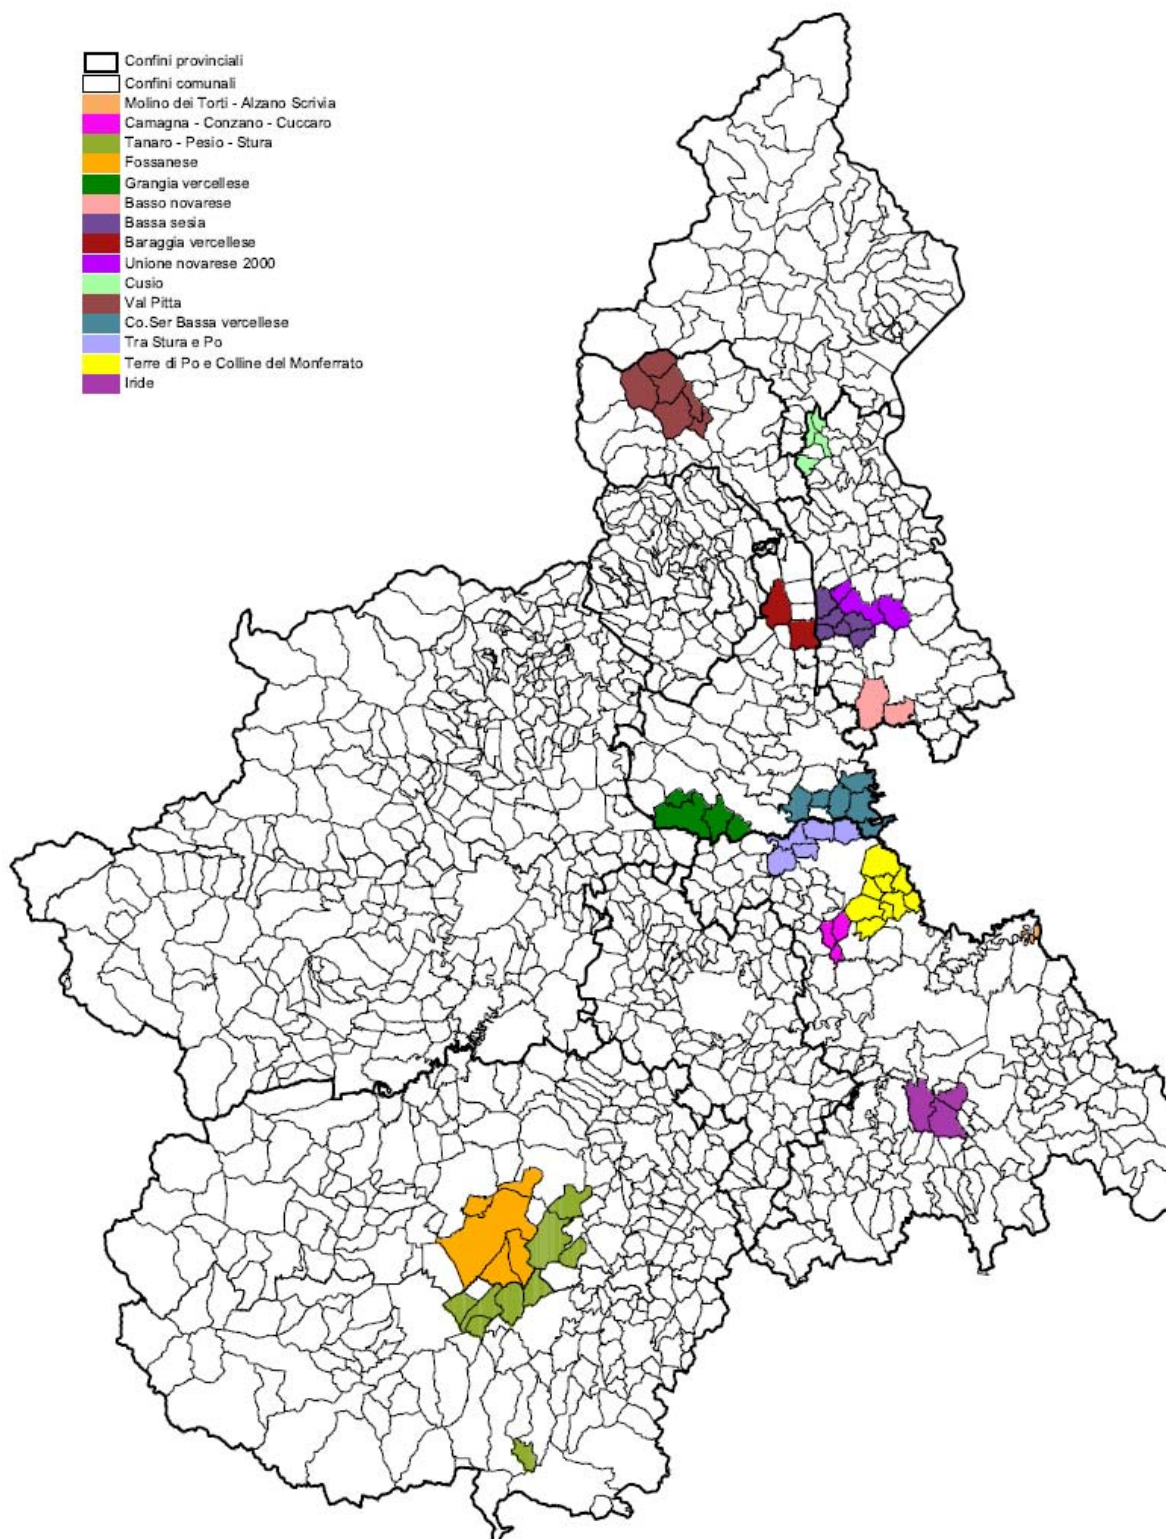 Confini provinciali
Confini comunali
Molino dei Torti - Alzano Scrivia
Camagna - Conzano - Cuccaro
Tanaro - Pesio - Stura
Fossanese
Grangia vercellese
Basso novarese
Bassa sesia
Baraggia vercellese
Unione novarese 2000
Cusio
Val Pitta
Co.Ser Bassa vercellese
Tra Stura e Po
Terre di Po e Colline del Monferrato
Iride